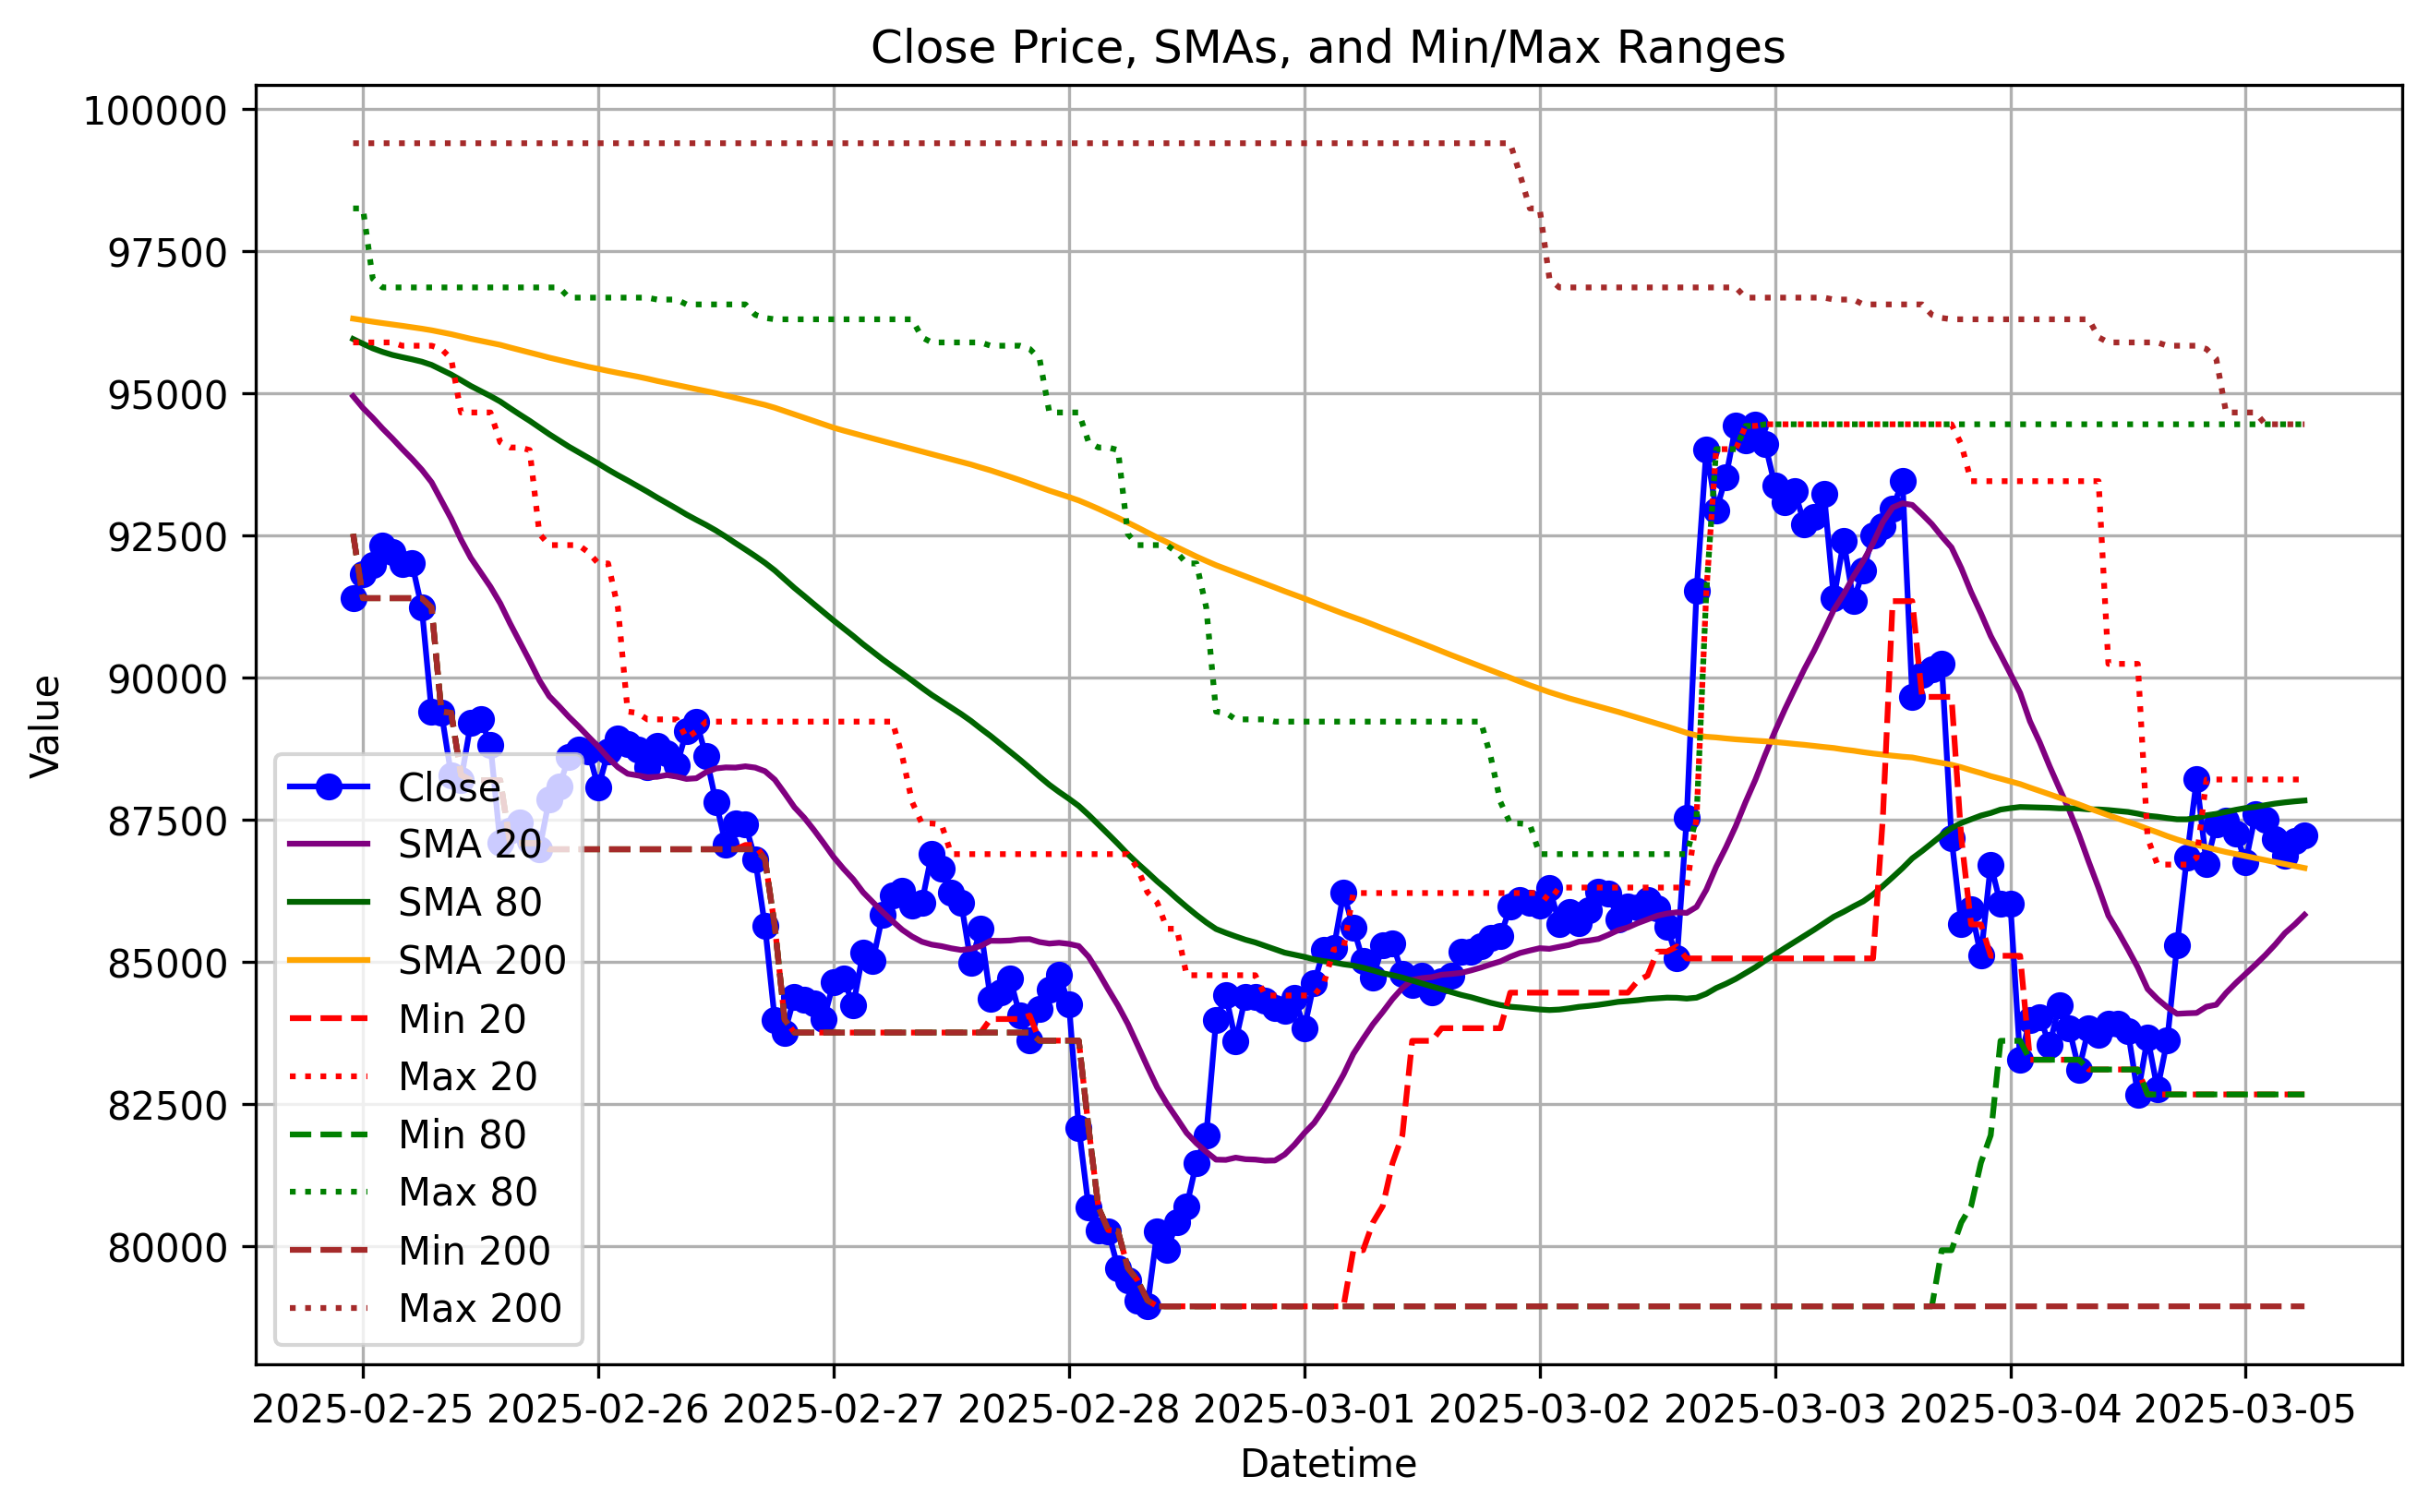 Close Price, SMAs, and Min/Max Ranges
100000
97500
95000
92500
90000
87500
85000
82500
80000
Value
Close
SMA 20
SMA 80
SMA 200
Min 20
Max 20
Min 80
Max 80
Min 200
Max 200
2025-02-25 2025-02-26 2025-02-27 2025-02-28 2025-03-01 2025-03-02 2025-03-03 2025-03-04 2025-03-05
Datetime